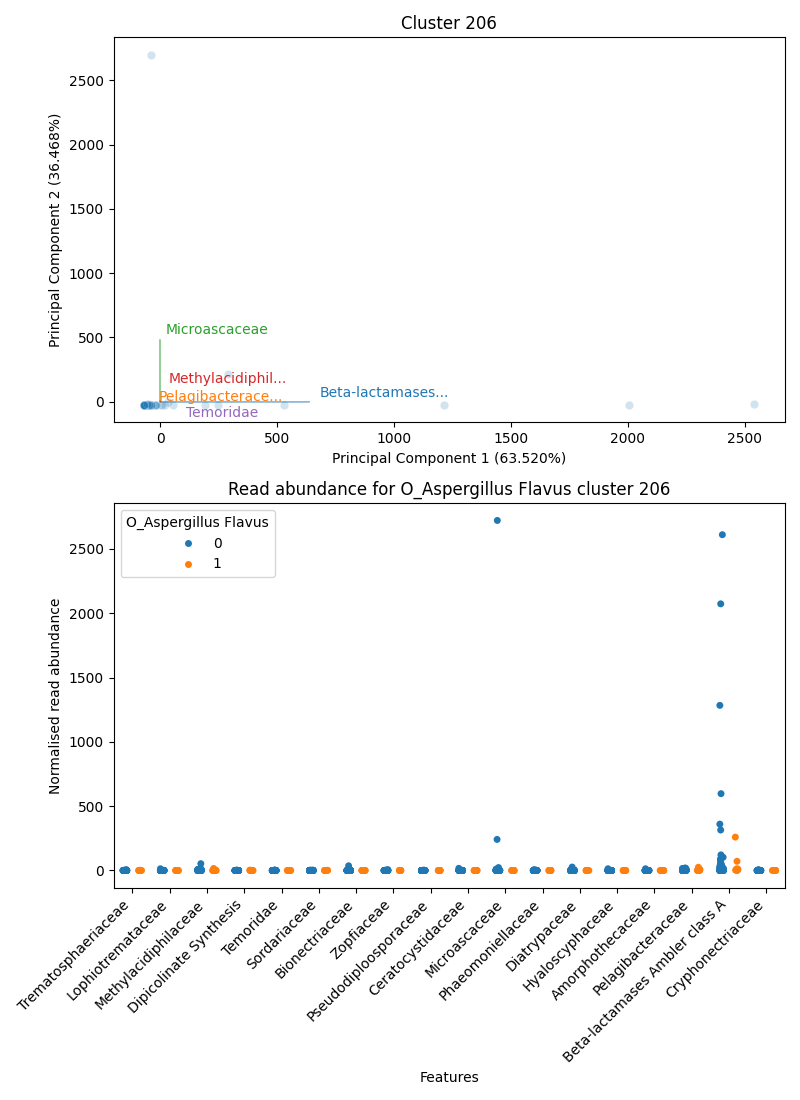 Cluster 206
Principal Component 2 (36.468%)
2500
2000
1500
1000
500
0
Microascaceae
Methylacidiphil...
Beta-lactamases...
Pelagibacterace...
Temoridae
0 500 1000 1500 2000 2500
Principal Component 1 (63.520%)
Read abundance for O_Aspergillus Flavus cluster 206
O_Aspergillus Flavus
0
1
Normalised read abundance
2500
2000
1500
1000
500
0
Trematosphaeriaceae
Lophiotremataceae
Methylacidiphilaceae
Dipicolinate Synthesis
Temoridae
Sordariaceae
Bionectriaceae
Zopfiaceae
Pseudodiploosporaceae
Ceratocystidaceae
Microascaceae
Phaeomoniellaceae
Diatrypaceae
Hyaloscyphaceae
Amorphothecaceae
Pelagibacteraceae
Beta-lactamases Ambler class A
Cryphonectriaceae
Features